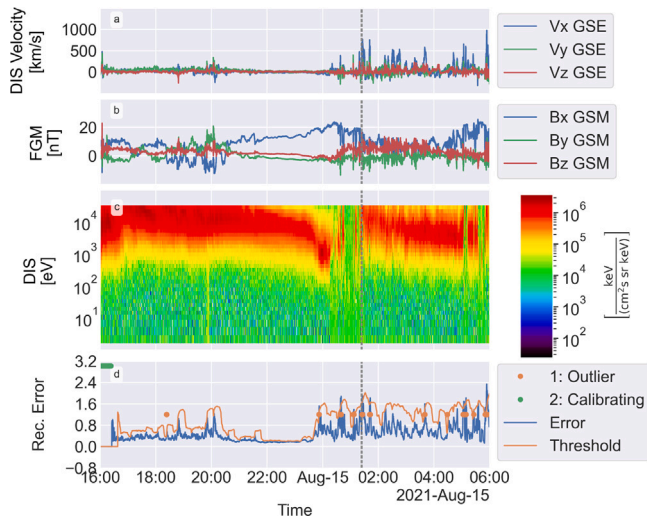 a
1000
500
0
DIS Velocity
[km/s]
Vx GSE
Vy GSE
Vz GSE
b
20
0
FGM
[nT]
Bx GSM
By GSM
Bz GSM
c
10⁴
10³
10²
10¹
DIS
[eV]
10⁶
10⁵
10⁴
10³
10²
[keV/(cm²s sr keV)]
d
3.2
2.4
1.6
0.8
0.0
−0.8
Rec. Error
1: Outlier
2: Calibrating
Error
Threshold
16:00 18:00 20:00 22:00 Aug-15 02:00 04:00 06:00
2021-Aug-15
Time